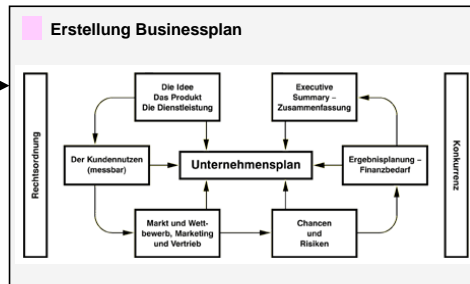 Erstellung Businessplan
Die Idee
Das Produkt
Die Dienstleistung
Executive
Summary –
Zusammenfassung
Rechtsordnung
Der Kundennutzen
(messbar)
Unternehmensplan
Ergebnisplanung –
Finanzbedarf
Konkurrenz
Markt und Wett-
bewerb, Marketing
und Vertrieb
Chancen
und
Risiken